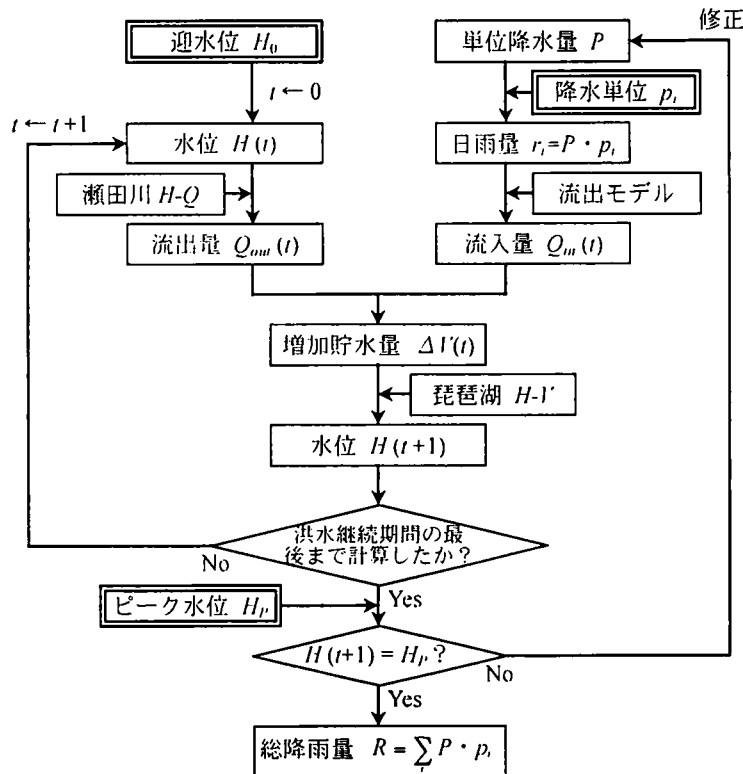 修正
迎水位 H₀
単位降水量 P
t ← 0
降水単位 pₜ
t ← t+1
水位 H(t)
日雨量 rₜ=P・pₜ
瀬田川 H-Q
流出モデル
流出量 Qout(t)
流入量 Qin(t)
増加貯水量 ΔV(t)
琵琶湖 H-V
水位 H(t+1)
洪水継続期間の最
後まで計算したか?
No
Yes
ピーク水位 HP
H(t+1) = HP?
No
Yes
総降雨量 R = ∑ₜ P・pₜ